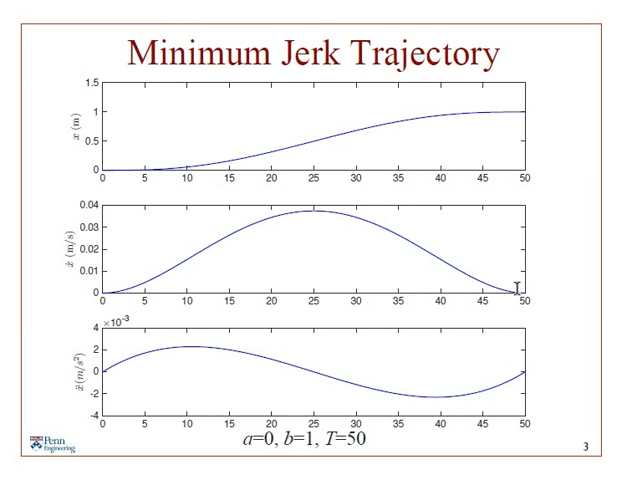 Minimum Jerk Trajectory
1.5
1
0.5
0
x (m)
0 5 10 15 20 25 30 35 40 45 50
0.04
0.03
0.02
0.01
0
ẋ (m/s)
0 5 10 15 20 25 30 35 40 45 50
×10⁻³
4
2
0
-2
-4
ẍ(m/s²)
0 5 10 15 20 25 30 35 40 45 50
a=0, b=1, T=50
Penn
Engineering
3